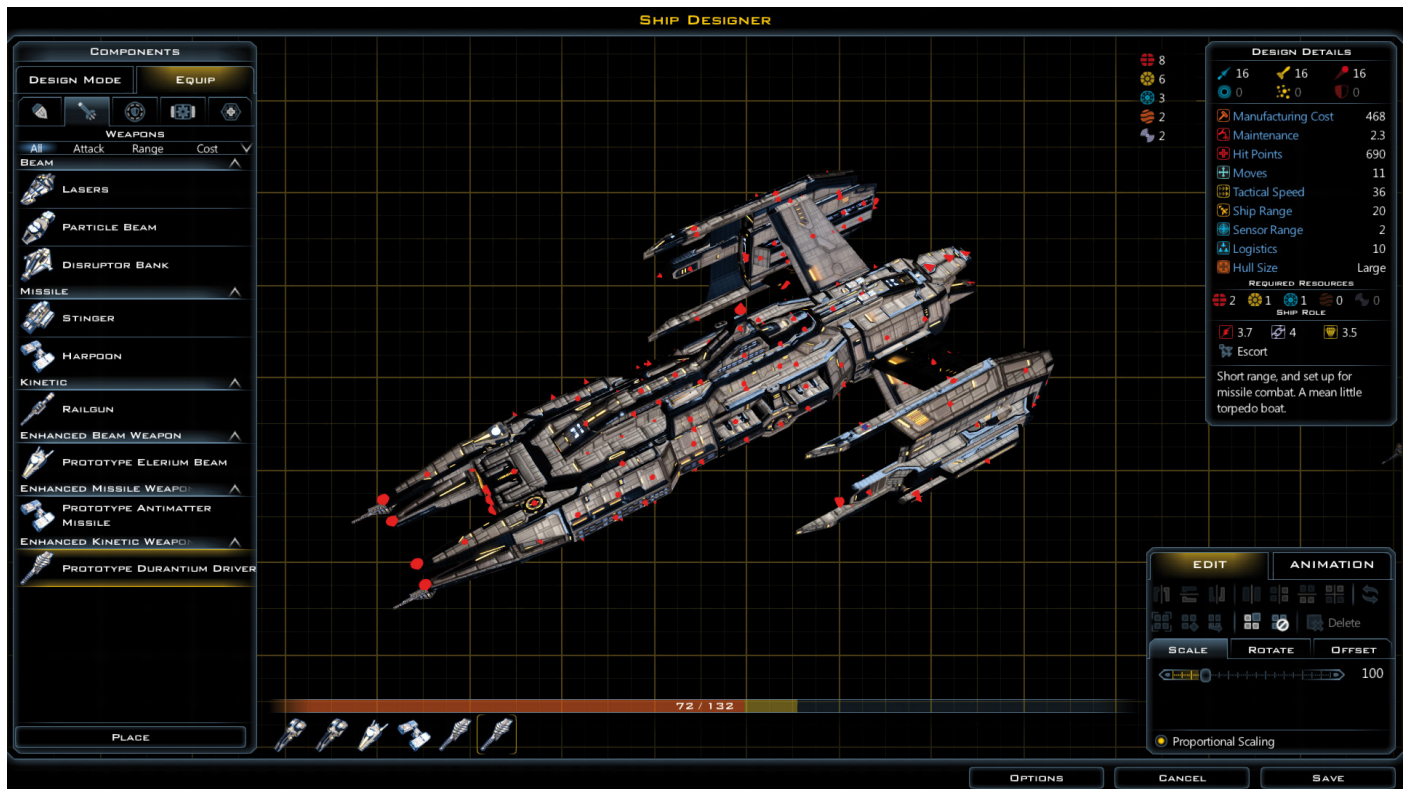 Ship Designer
Components
Design Mode Equip
Weapons
All Attack Range Cost
Beam
Lasers
Particle Beam
Disruptor Bank
Missile
Stinger
Harpoon
Kinetic
Railgun
Enhanced Beam Weapon
Prototype Elerium Beam
Enhanced Missile Weapo
Prototype Antimatter
Missile
Enhanced Kinetic Weapo
Prototype Durantium Driver
Place
8
6
3
2
2
72 / 132
Design Details
16 16 16
0 0 0
Manufacturing Cost 468
Maintenance 2.3
Hit Points 690
Moves 11
Tactical Speed 36
Ship Range 20
Sensor Range 2
Logistics 10
Hull Size Large
Required Resources
2 1 1 0 0
Ship Role
3.7 4 3.5
Escort
Short range, and set up for
missile combat. A mean little
torpedo boat.
Edit Animation
Delete
Scale Rotate Offset
100
Proportional Scaling
Options Cancel Save